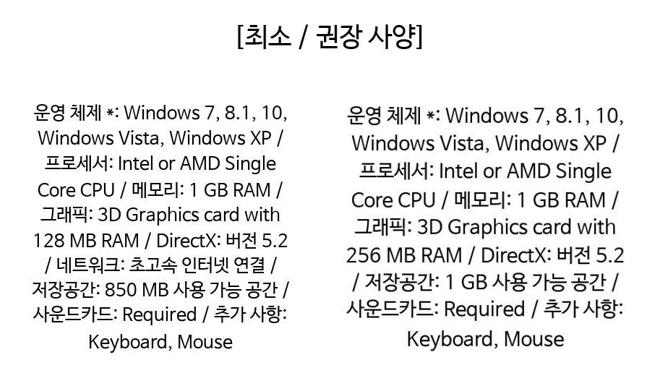 [최소 / 권장 사양]
운영 체제 *: Windows 7, 8.1, 10,
Windows Vista, Windows XP /
프로세서: Intel or AMD Single
Core CPU / 메모리: 1 GB RAM /
그래픽: 3D Graphics card with
128 MB RAM / DirectX: 버전 5.2
/ 네트워크: 초고속 인터넷 연결 /
저장공간: 850 MB 사용 가능 공간 /
사운드카드: Required / 추가 사항:
Keyboard, Mouse
운영 체제 *: Windows 7, 8.1, 10,
Windows Vista, Windows XP /
프로세서: Intel or AMD Single
Core CPU / 메모리: 1 GB RAM /
그래픽: 3D Graphics card with
256 MB RAM / DirectX: 버전 5.2
/ 저장공간: 1 GB 사용 가능 공간 /
사운드카드: Required / 추가 사항:
Keyboard, Mouse